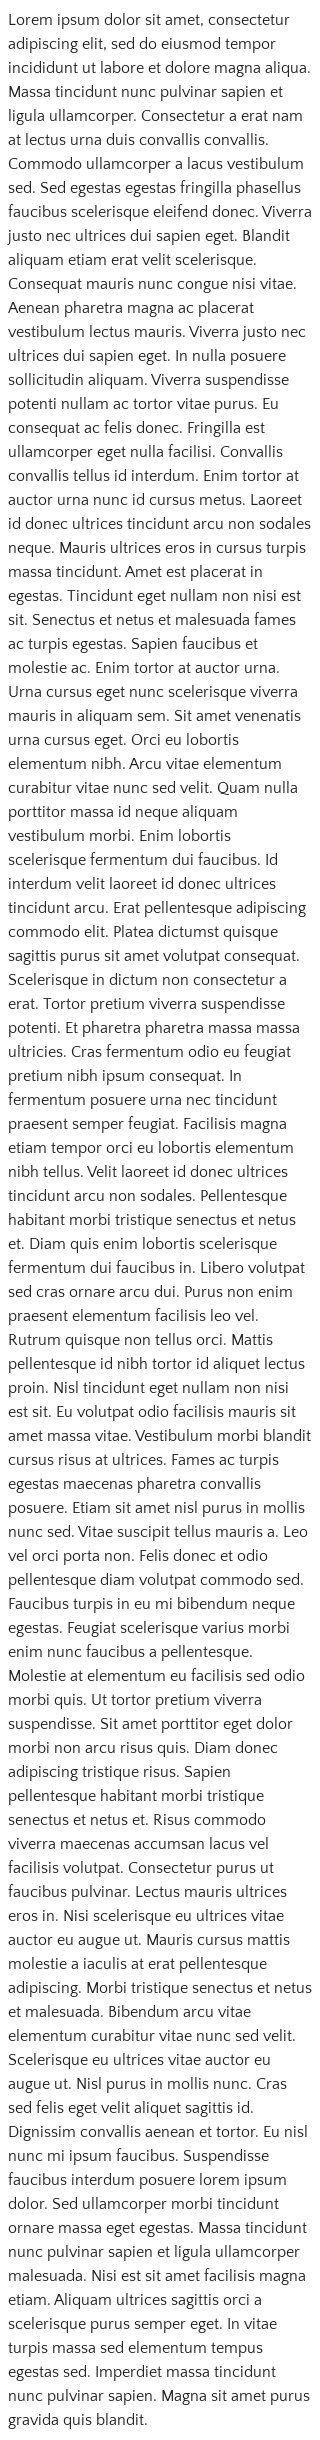 Lorem ipsum dolor sit amet, consectetur
adipiscing elit, sed do eiusmod tempor
incididunt ut labore et dolore magna aliqua.
Massa tincidunt nunc pulvinar sapien et
ligula ullamcorper. Consectetur a erat nam
at lectus urna duis convallis convallis.
Commodo ullamcorper a lacus vestibulum
sed. Sed egestas egestas fringilla phasellus
faucibus scelerisque eleifend donec. Viverra
justo nec ultrices dui sapien eget. Blandit
aliquam etiam erat velit scelerisque.
Consequat mauris nunc congue nisi vitae.
Aenean pharetra magna ac placerat
vestibulum lectus mauris. Viverra justo nec
ultrices dui sapien eget. In nulla posuere
sollicitudin aliquam. Viverra suspendisse
potenti nullam ac tortor vitae purus. Eu
consequat ac felis donec. Fringilla est
ullamcorper eget nulla facilisi. Convallis
convallis tellus id interdum. Enim tortor at
auctor urna nunc id cursus metus. Laoreet
id donec ultrices tincidunt arcu non sodales
neque. Mauris ultrices eros in cursus turpis
massa tincidunt. Amet est placerat in
egestas. Tincidunt eget nullam non nisi est
sit. Senectus et netus et malesuada fames
ac turpis egestas. Sapien faucibus et
molestie ac. Enim tortor at auctor urna.
Urna cursus eget nunc scelerisque viverra
mauris in aliquam sem. Sit amet venenatis
urna cursus eget. Orci eu lobortis
elementum nibh. Arcu vitae elementum
curabitur vitae nunc sed velit. Quam nulla
porttitor massa id neque aliquam
vestibulum morbi. Enim lobortis
scelerisque fermentum dui faucibus. Id
interdum velit laoreet id donec ultrices
tincidunt arcu. Erat pellentesque adipiscing
commodo elit. Platea dictumst quisque
sagittis purus sit amet volutpat consequat.
Scelerisque in dictum non consectetur a
erat. Tortor pretium viverra suspendisse
potenti. Et pharetra pharetra massa massa
ultricies. Cras fermentum odio eu feugiat
pretium nibh ipsum consequat. In
fermentum posuere urna nec tincidunt
praesent semper feugiat. Facilisis magna
etiam tempor orci eu lobortis elementum
nibh tellus. Velit laoreet id donec ultrices
tincidunt arcu non sodales. Pellentesque
habitant morbi tristique senectus et netus
et. Diam quis enim lobortis scelerisque
fermentum dui faucibus in. Libero volutpat
sed cras ornare arcu dui. Purus non enim
praesent elementum facilisis leo vel.
Rutrum quisque non tellus orci. Mattis
pellentesque id nibh tortor id aliquet lectus
proin. Nisl tincidunt eget nullam non nisi
est sit. Eu volutpat odio facilisis mauris sit
amet massa vitae. Vestibulum morbi blandit
cursus risus at ultrices. Fames ac turpis
egestas maecenas pharetra convallis
posuere. Etiam sit amet nisl purus in mollis
nunc sed. Vitae suscipit tellus mauris a. Leo
vel orci porta non. Felis donec et odio
pellentesque diam volutpat commodo sed.
Faucibus turpis in eu mi bibendum neque
egestas. Feugiat scelerisque varius morbi
enim nunc faucibus a pellentesque.
Molestie at elementum eu facilisis sed odio
morbi quis. Ut tortor pretium viverra
suspendisse. Sit amet porttitor eget dolor
morbi non arcu risus quis. Diam donec
adipiscing tristique risus. Sapien
pellentesque habitant morbi tristique
senectus et netus et. Risus commodo
viverra maecenas accumsan lacus vel
facilisis volutpat. Consectetur purus ut
faucibus pulvinar. Lectus mauris ultrices
eros in. Nisi scelerisque eu ultrices vitae
auctor eu augue ut. Mauris cursus mattis
molestie a iaculis at erat pellentesque
adipiscing. Morbi tristique senectus et netus
et malesuada. Bibendum arcu vitae
elementum curabitur vitae nunc sed velit.
Scelerisque eu ultrices vitae auctor eu
augue ut. Nisl purus in mollis nunc. Cras
sed felis eget velit aliquet sagittis id.
Dignissim convallis aenean et tortor. Eu nisl
nunc mi ipsum faucibus. Suspendisse
faucibus interdum posuere lorem ipsum
dolor. Sed ullamcorper morbi tincidunt
ornare massa eget egestas. Massa tincidunt
nunc pulvinar sapien et ligula ullamcorper
malesuada. Nisi est sit amet facilisis magna
etiam. Aliquam ultrices sagittis orci a
scelerisque purus semper eget. In vitae
turpis massa sed elementum tempus
egestas sed. Imperdiet massa tincidunt
nunc pulvinar sapien. Magna sit amet purus
gravida quis blandit.